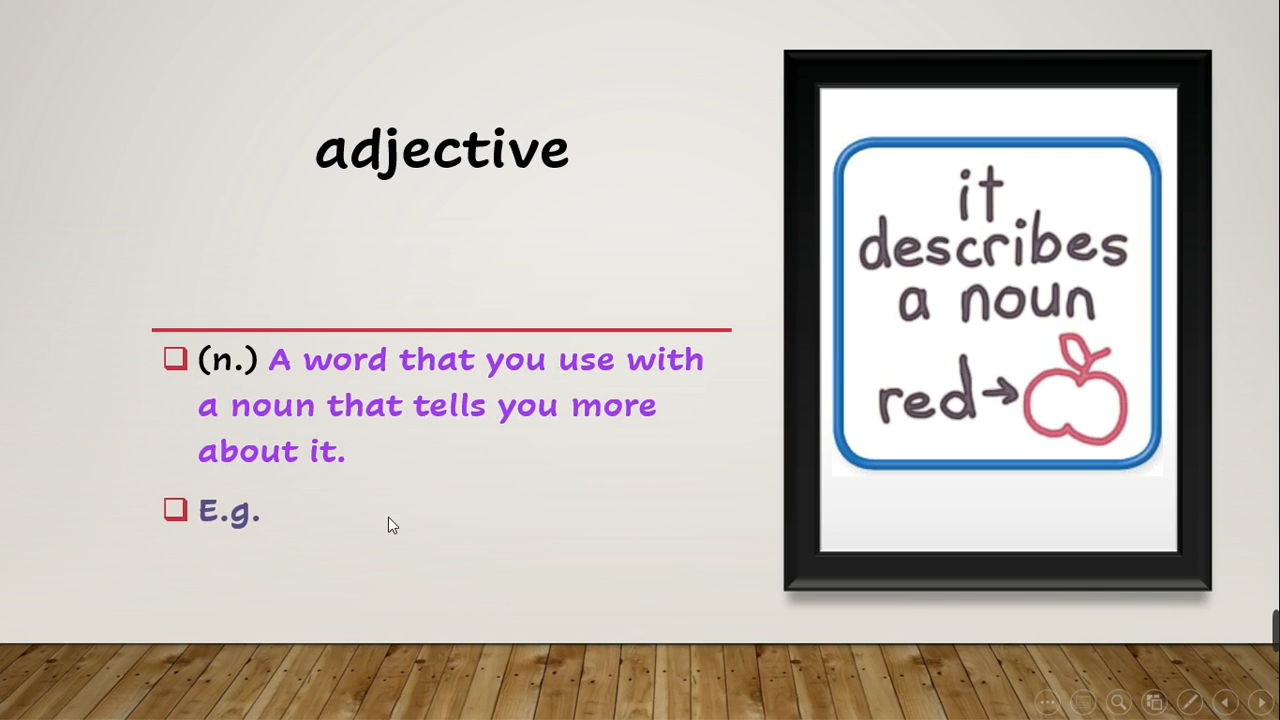 adjective
(n.) A word that you use with
a noun that tells you more
about it.
E.g.
it
describes
a noun
red→